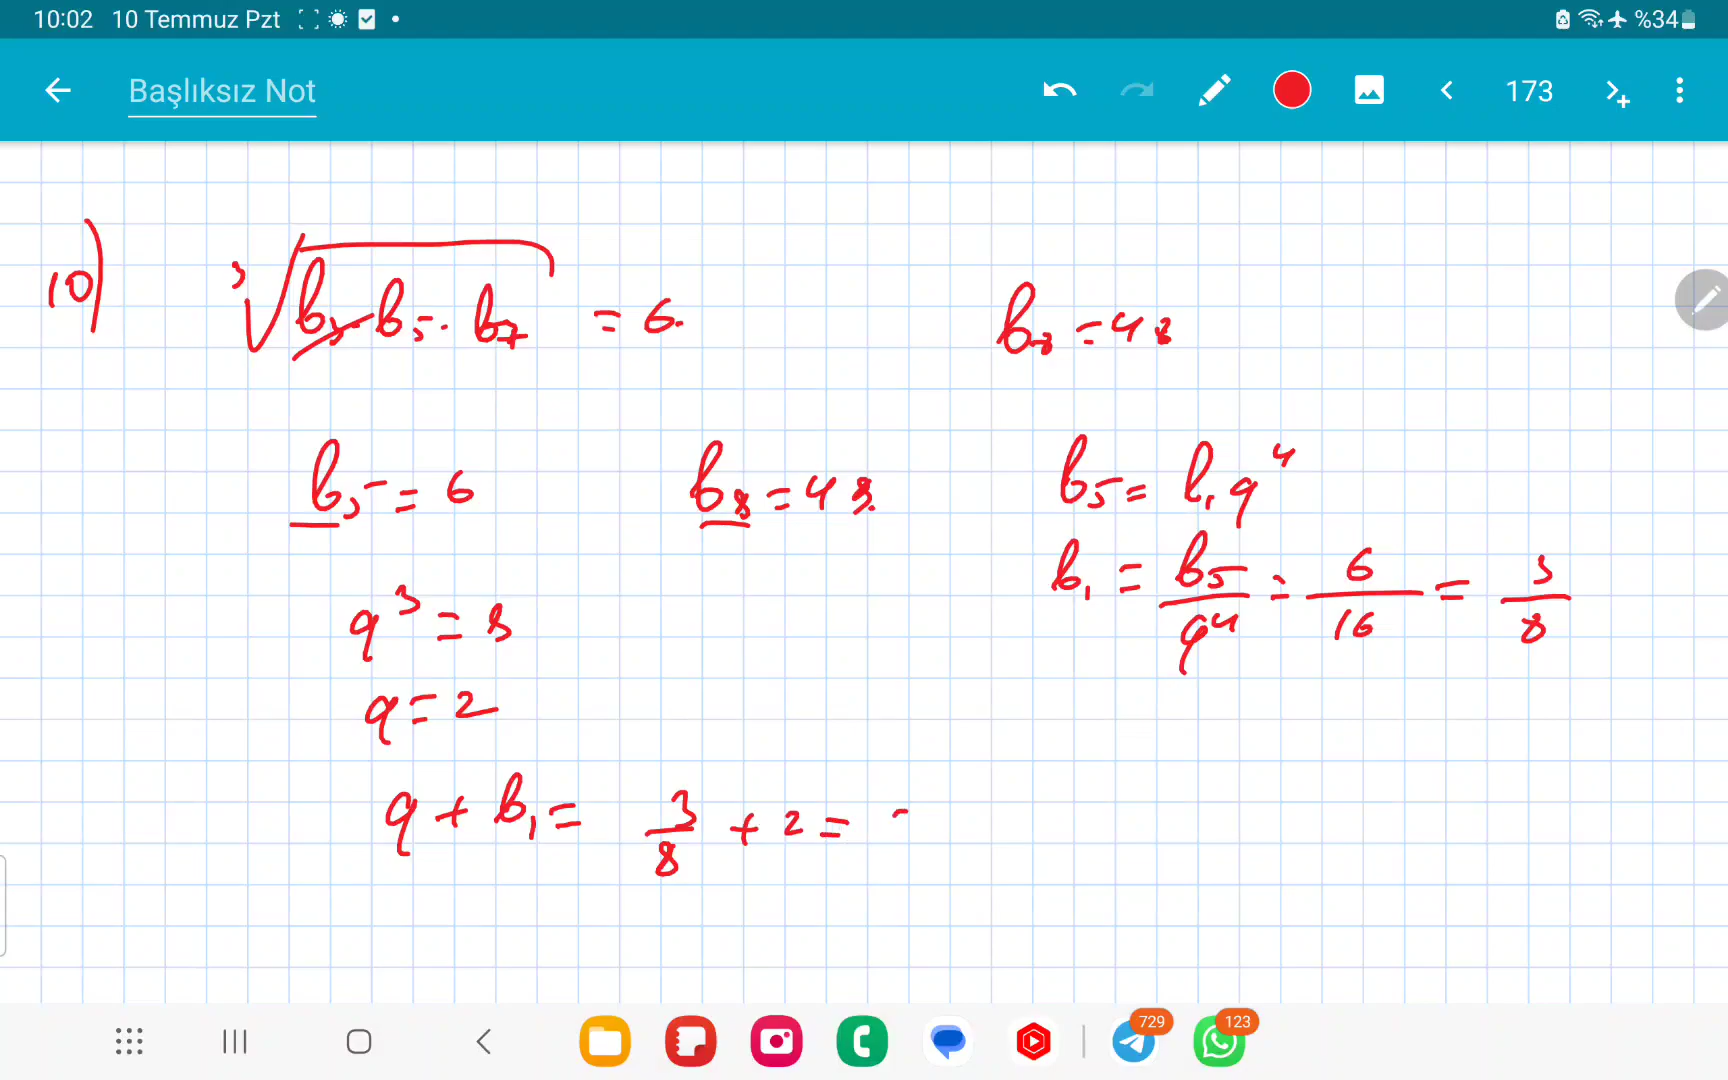 10:02 10 Temmuz Pzt %34
Başlıksız Not 173
10) ³√(b₃·b₅·b₇) = 6 b₈ = 48
b₅ = 6 b₈ = 48 b₅ = b₁q⁴
q³ = 8 b₁ = b₅/q⁴ = 6/16 = 3/8
q = 2
q + b₁ = 3/8 + 2 =
729 123